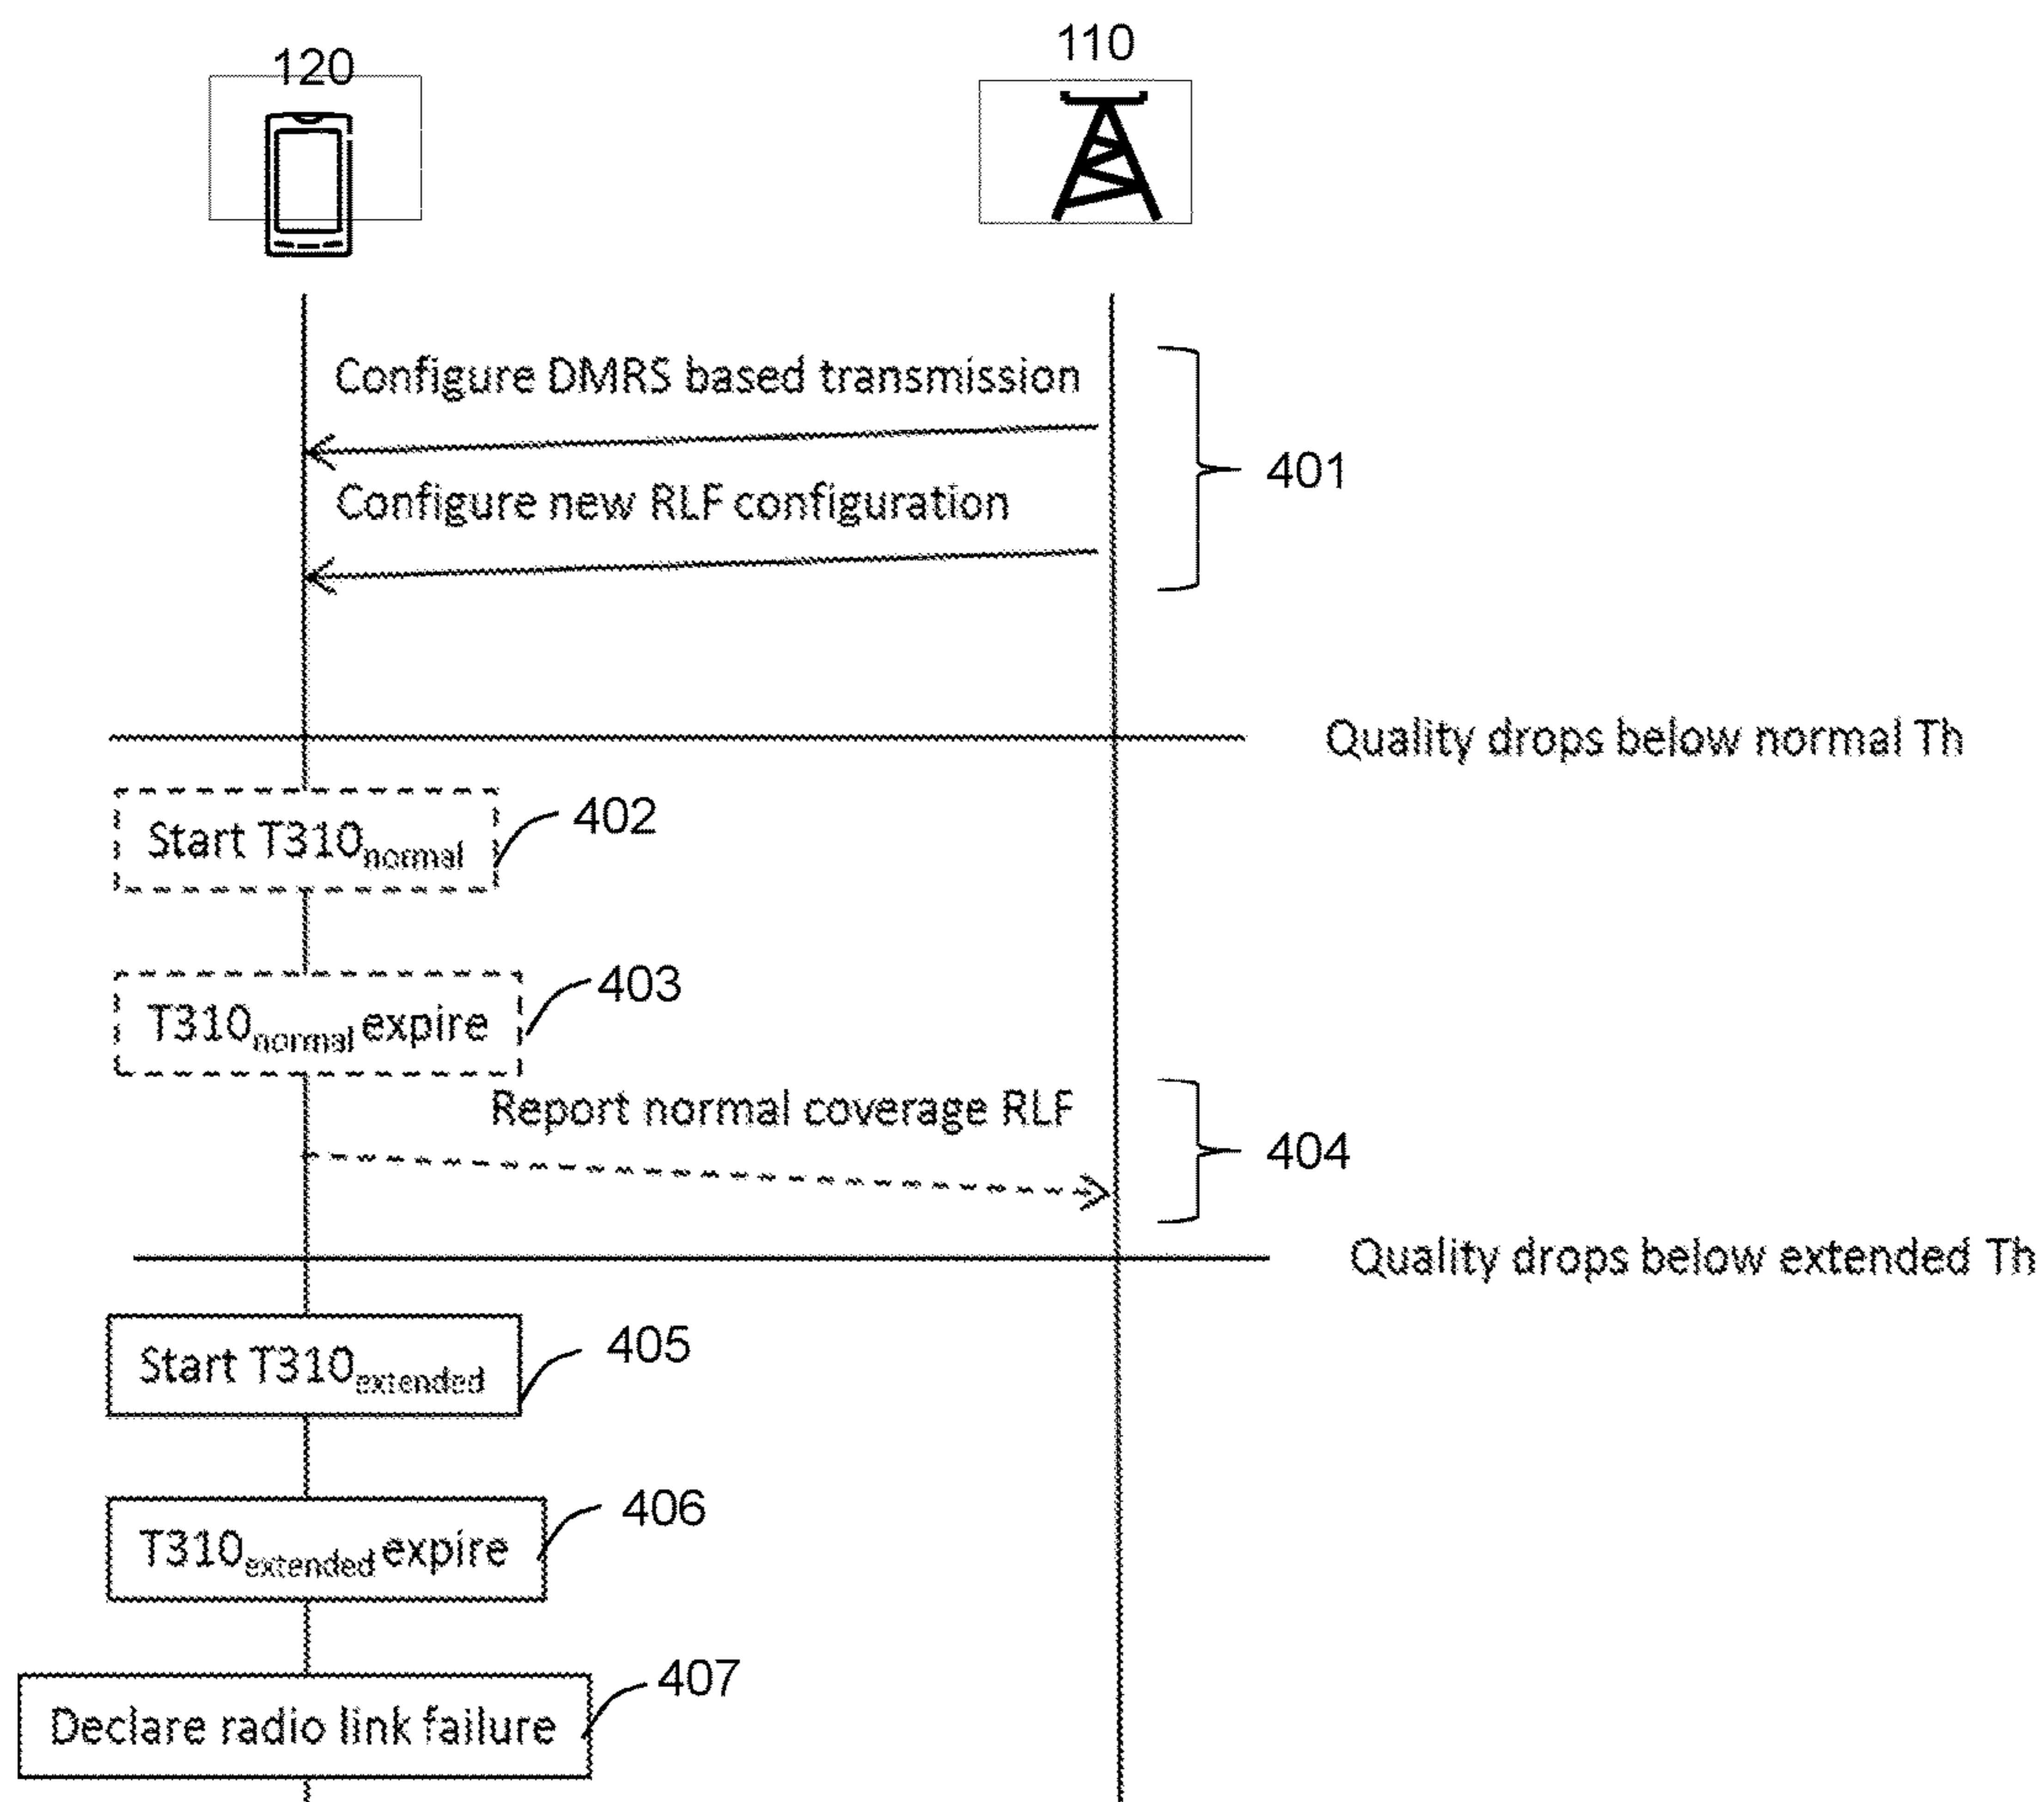 120
110
Configure DMRS based transmission
Configure new RLF configuration
401
Quality drops below normal Th
Start T310normal
402
T310normal expire
403
Report normal coverage RLF
404
Quality drops below extended Th
Start T310extended
405
T310extended expire
406
Declare radio link failure
407